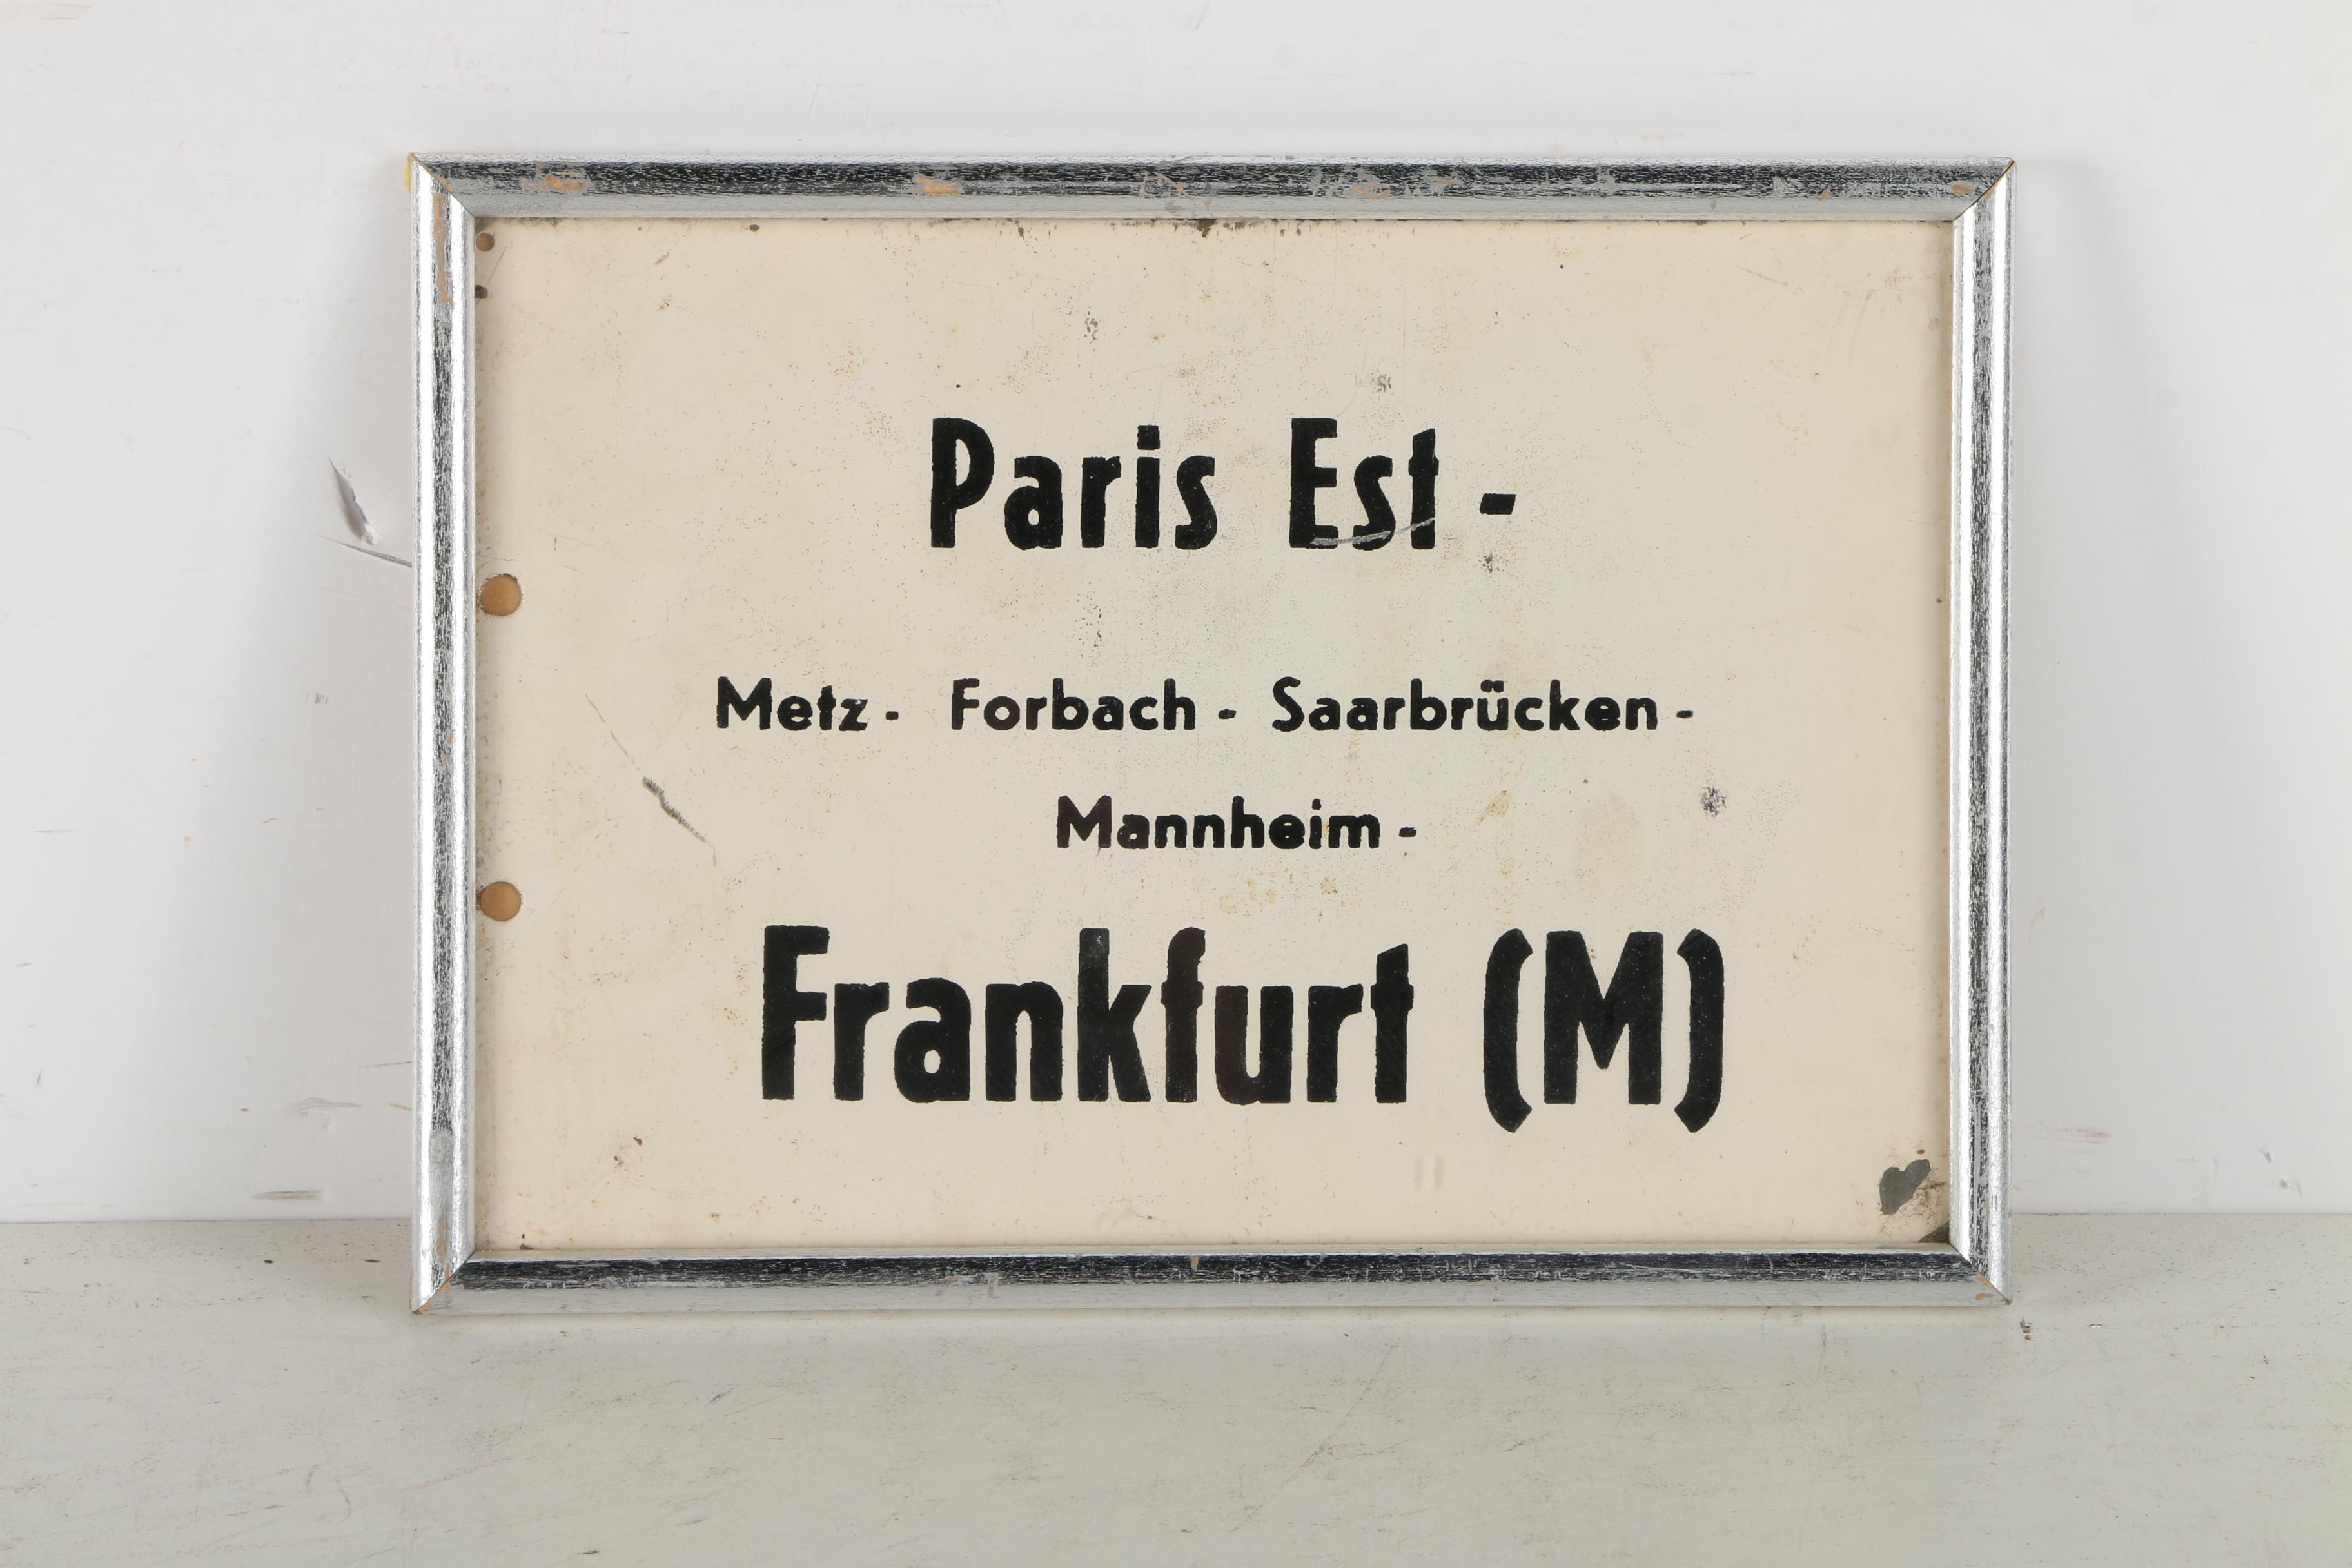 Paris Est -
Metz - Forbach - Saarbrücken -
Mannheim -
Frankfurt (M)